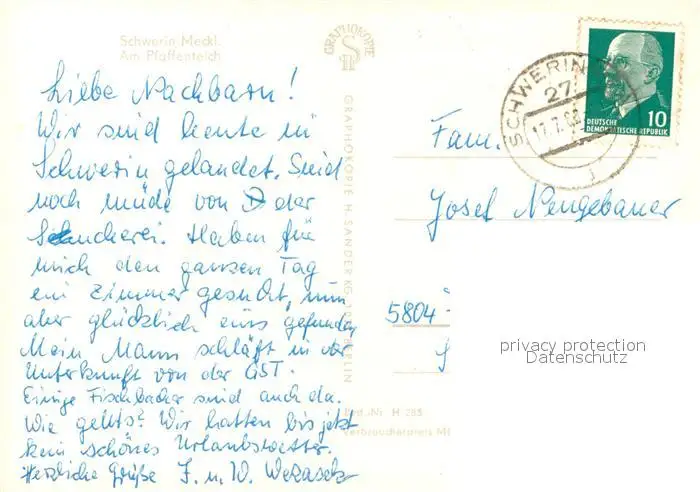 Schwerin Meckl.
Am Pfaffenteich
Liebe Nachbarn!
Wir sind heute in
Schwerin gelandet. Sind
noch müde von der
Sucherei. Haben für
mich den ganzen Tag
ein Zimmer gesucht, nun
aber glücklich eins gefunden
Mein Mann schläft in der
Unterkunft von der GST.
Einige Fischbacher sind auch da.
Wie gehts? Wir hatten bis jetzt
kein schönes Urlaubswetter.
Herzliche Grüße J. u. W.
GRAPHOKOPIE
GRAPHOKOPIE H. SANDER KG, BERLIN
Best.-Nr. H 285
Verbraucherpreis M
SCHWERIN
27
17.7.
DEUTSCHE
DEMOKRATISCHE REPUBLIK
10
Fam.
Josef Neugebauer
5804
privacy protection
Datenschutz